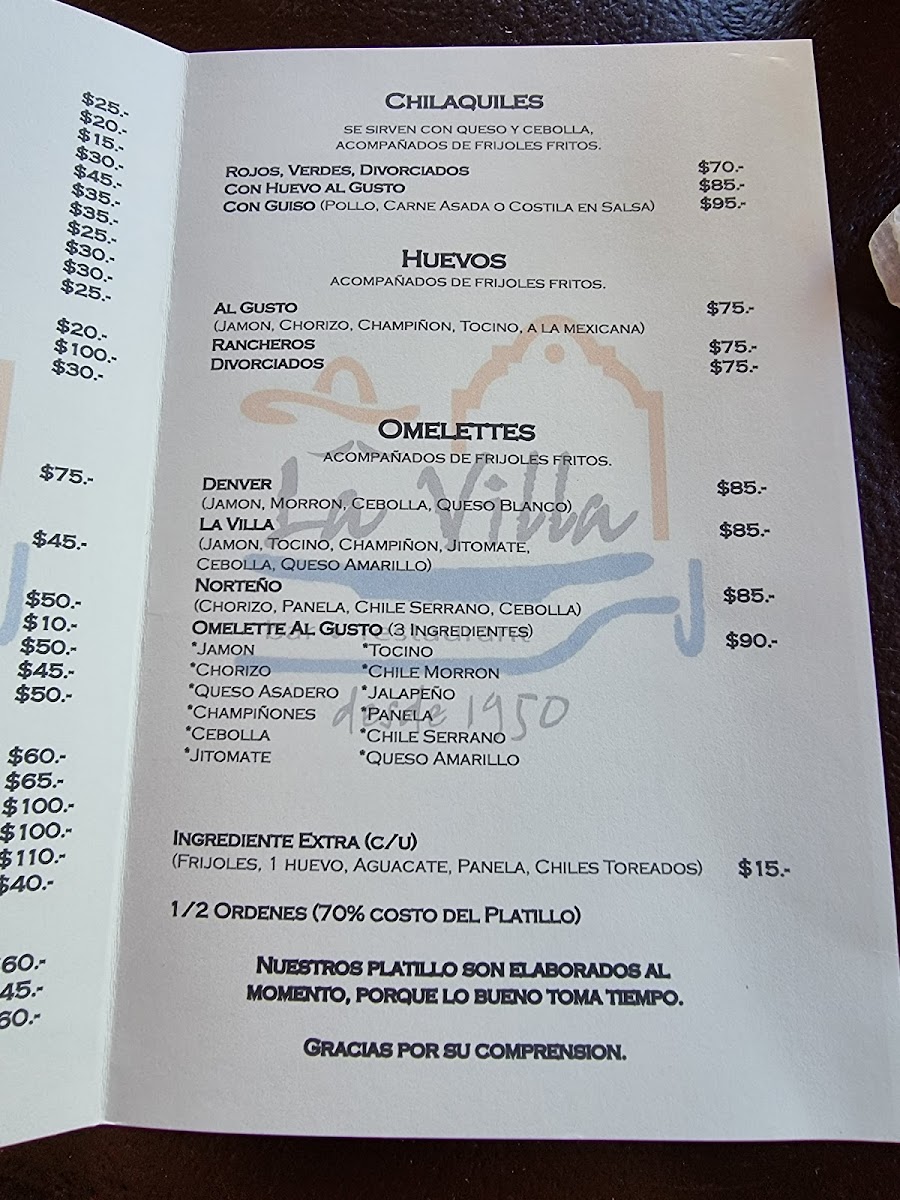 $25.-
$20.-
$15.-
$30.-
$45.-
$35.-
$35.-
$25.-
$30.-
$30.-
$25.-
$20.-
$100.-
$30.-
$75.-
$45.-
$50.-
$10.-
$50.-
$45.-
$50.-
$60.-
$65.-
$100.-
$100.-
$110.-
$40.-
60.-
45.-
60.-
CHILAQUILES
SE SIRVEN CON QUESO Y CEBOLLA,
ACOMPAÑADOS DE FRIJOLES FRITOS.
ROJOS, VERDES, DIVORCIADOS $70.-
CON HUEVO AL GUSTO $85.-
CON GUISO (POLLO, CARNE ASADA O COSTILA EN SALSA) $95.-
HUEVOS
ACOMPAÑADOS DE FRIJOLES FRITOS.
AL GUSTO $75.-
(JAMON, CHORIZO, CHAMPIÑON, TOCINO, A LA MEXICANA)
RANCHEROS $75.-
DIVORCIADOS $75.-
OMELETTES
ACOMPAÑADOS DE FRIJOLES FRITOS.
DENVER $85.-
(JAMON, MORRON, CEBOLLA, QUESO BLANCO)
LA VILLA $85.-
(JAMON, TOCINO, CHAMPIÑON, JITOMATE,
CEBOLLA, QUESO AMARILLO)
NORTEÑO $85.-
(CHORIZO, PANELA, CHILE SERRANO, CEBOLLA)
OMELETTE AL GUSTO (3 INGREDIENTES) $90.-
*JAMON *TOCINO
*CHORIZO *CHILE MORRON
*QUESO ASADERO *JALAPEÑO
*CHAMPIÑONES *PANELA
*CEBOLLA *CHILE SERRANO
*JITOMATE *QUESO AMARILLO
La Villa
bar restaurant
desde 1950
INGREDIENTE EXTRA (C/U)
(FRIJOLES, 1 HUEVO, AGUACATE, PANELA, CHILES TOREADOS) $15.-
1/2 ORDENES (70% COSTO DEL PLATILLO)
NUESTROS PLATILLO SON ELABORADOS AL
MOMENTO, PORQUE LO BUENO TOMA TIEMPO.
GRACIAS POR SU COMPRENSION.